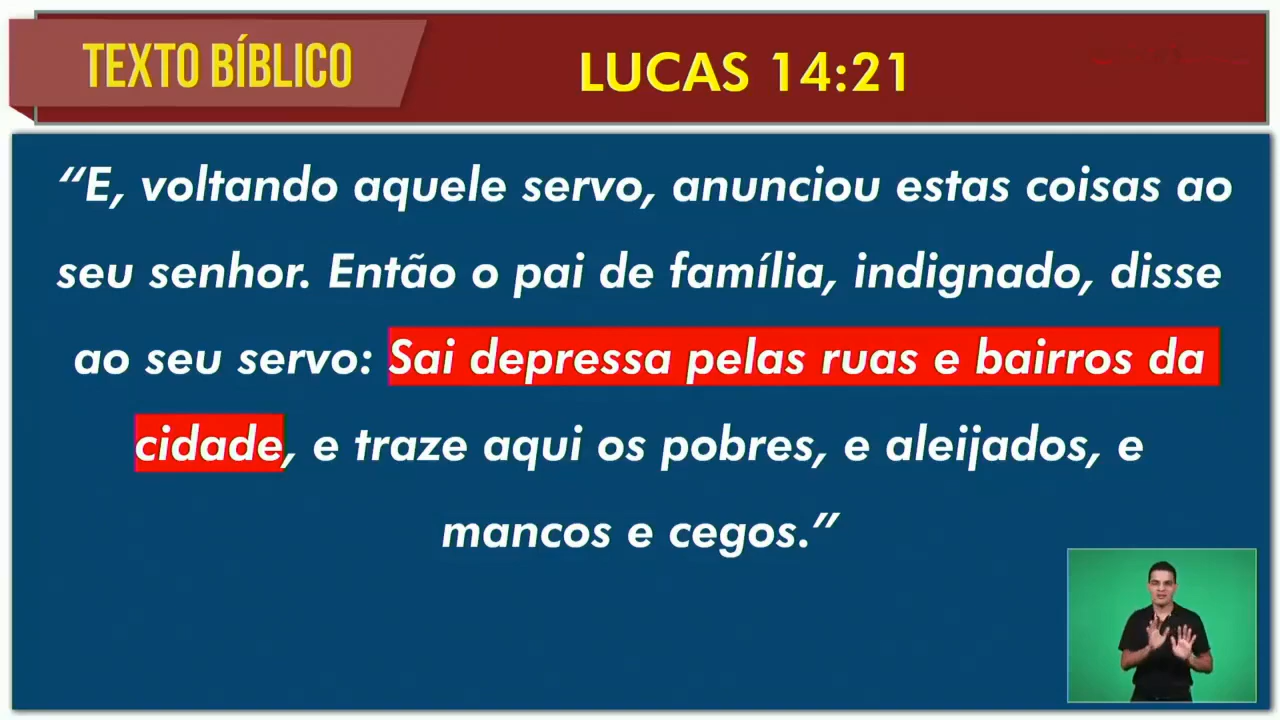 TEXTO BÍBLICO
LUCAS 14:21
“E, voltando aquele servo, anunciou estas coisas ao
seu senhor. Então o pai de família, indignado, disse
ao seu servo: Sai depressa pelas ruas e bairros da
cidade, e traze aqui os pobres, e aleijados, e
mancos e cegos.”